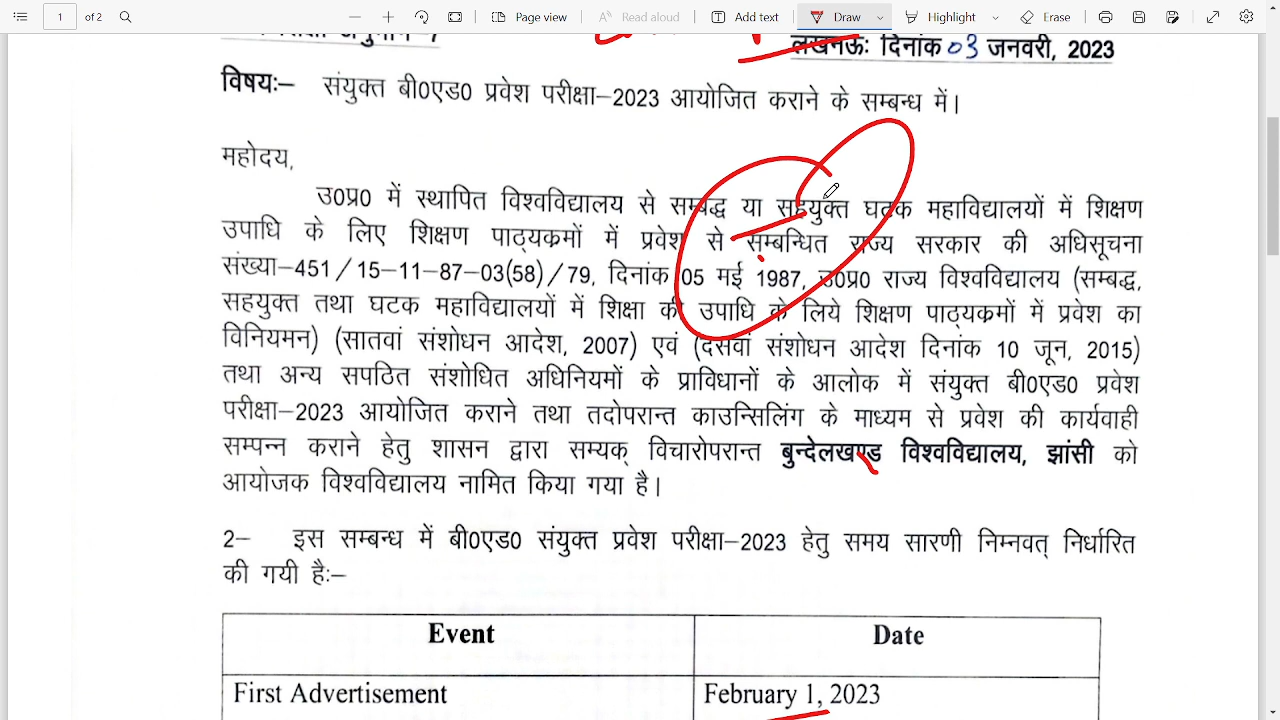 1 of 2 Page view Read aloud Add text Draw Highlight Erase
लखनऊः दिनांक 03 जनवरी, 2023
विषयः– संयुक्त बी0एड0 प्रवेश परीक्षा–2023 आयोजित कराने के सम्बन्ध में।
महोदय,
उ0प्र0 में स्थापित विश्वविद्यालय से सम्बद्ध या सहयुक्त घटक महाविद्यालयों में शिक्षण
उपाधि के लिए शिक्षण पाठ्यक्रमों में प्रवेश से सम्बन्धित राज्य सरकार की अधिसूचना
संख्या–451/15–11–87–03(58)/79, दिनांक 05 मई 1987, उ0प्र0 राज्य विश्वविद्यालय (सम्बद्ध,
सहयुक्त तथा घटक महाविद्यालयों में शिक्षा की उपाधि के लिये शिक्षण पाठ्यक्रमों में प्रवेश का
विनियमन) (सातवां संशोधन आदेश, 2007) एवं (दसवां संशोधन आदेश दिनांक 10 जून, 2015)
तथा अन्य सपठित संशोधित अधिनियमों के प्राविधानों के आलोक में संयुक्त बी0एड0 प्रवेश
परीक्षा–2023 आयोजित कराने तथा तदोपरान्त काउन्सिलिंग के माध्यम से प्रवेश की कार्यवाही
सम्पन्न कराने हेतु शासन द्वारा सम्यक् विचारोपरान्त बुन्देलखण्ड विश्वविद्यालय, झांसी को
आयोजक विश्वविद्यालय नामित किया गया है।
2– इस सम्बन्ध में बी0एड0 संयुक्त प्रवेश परीक्षा–2023 हेतु समय सारणी निम्नवत् निर्धारित
की गयी हैः–
Event Date
First Advertisement February 1, 2023